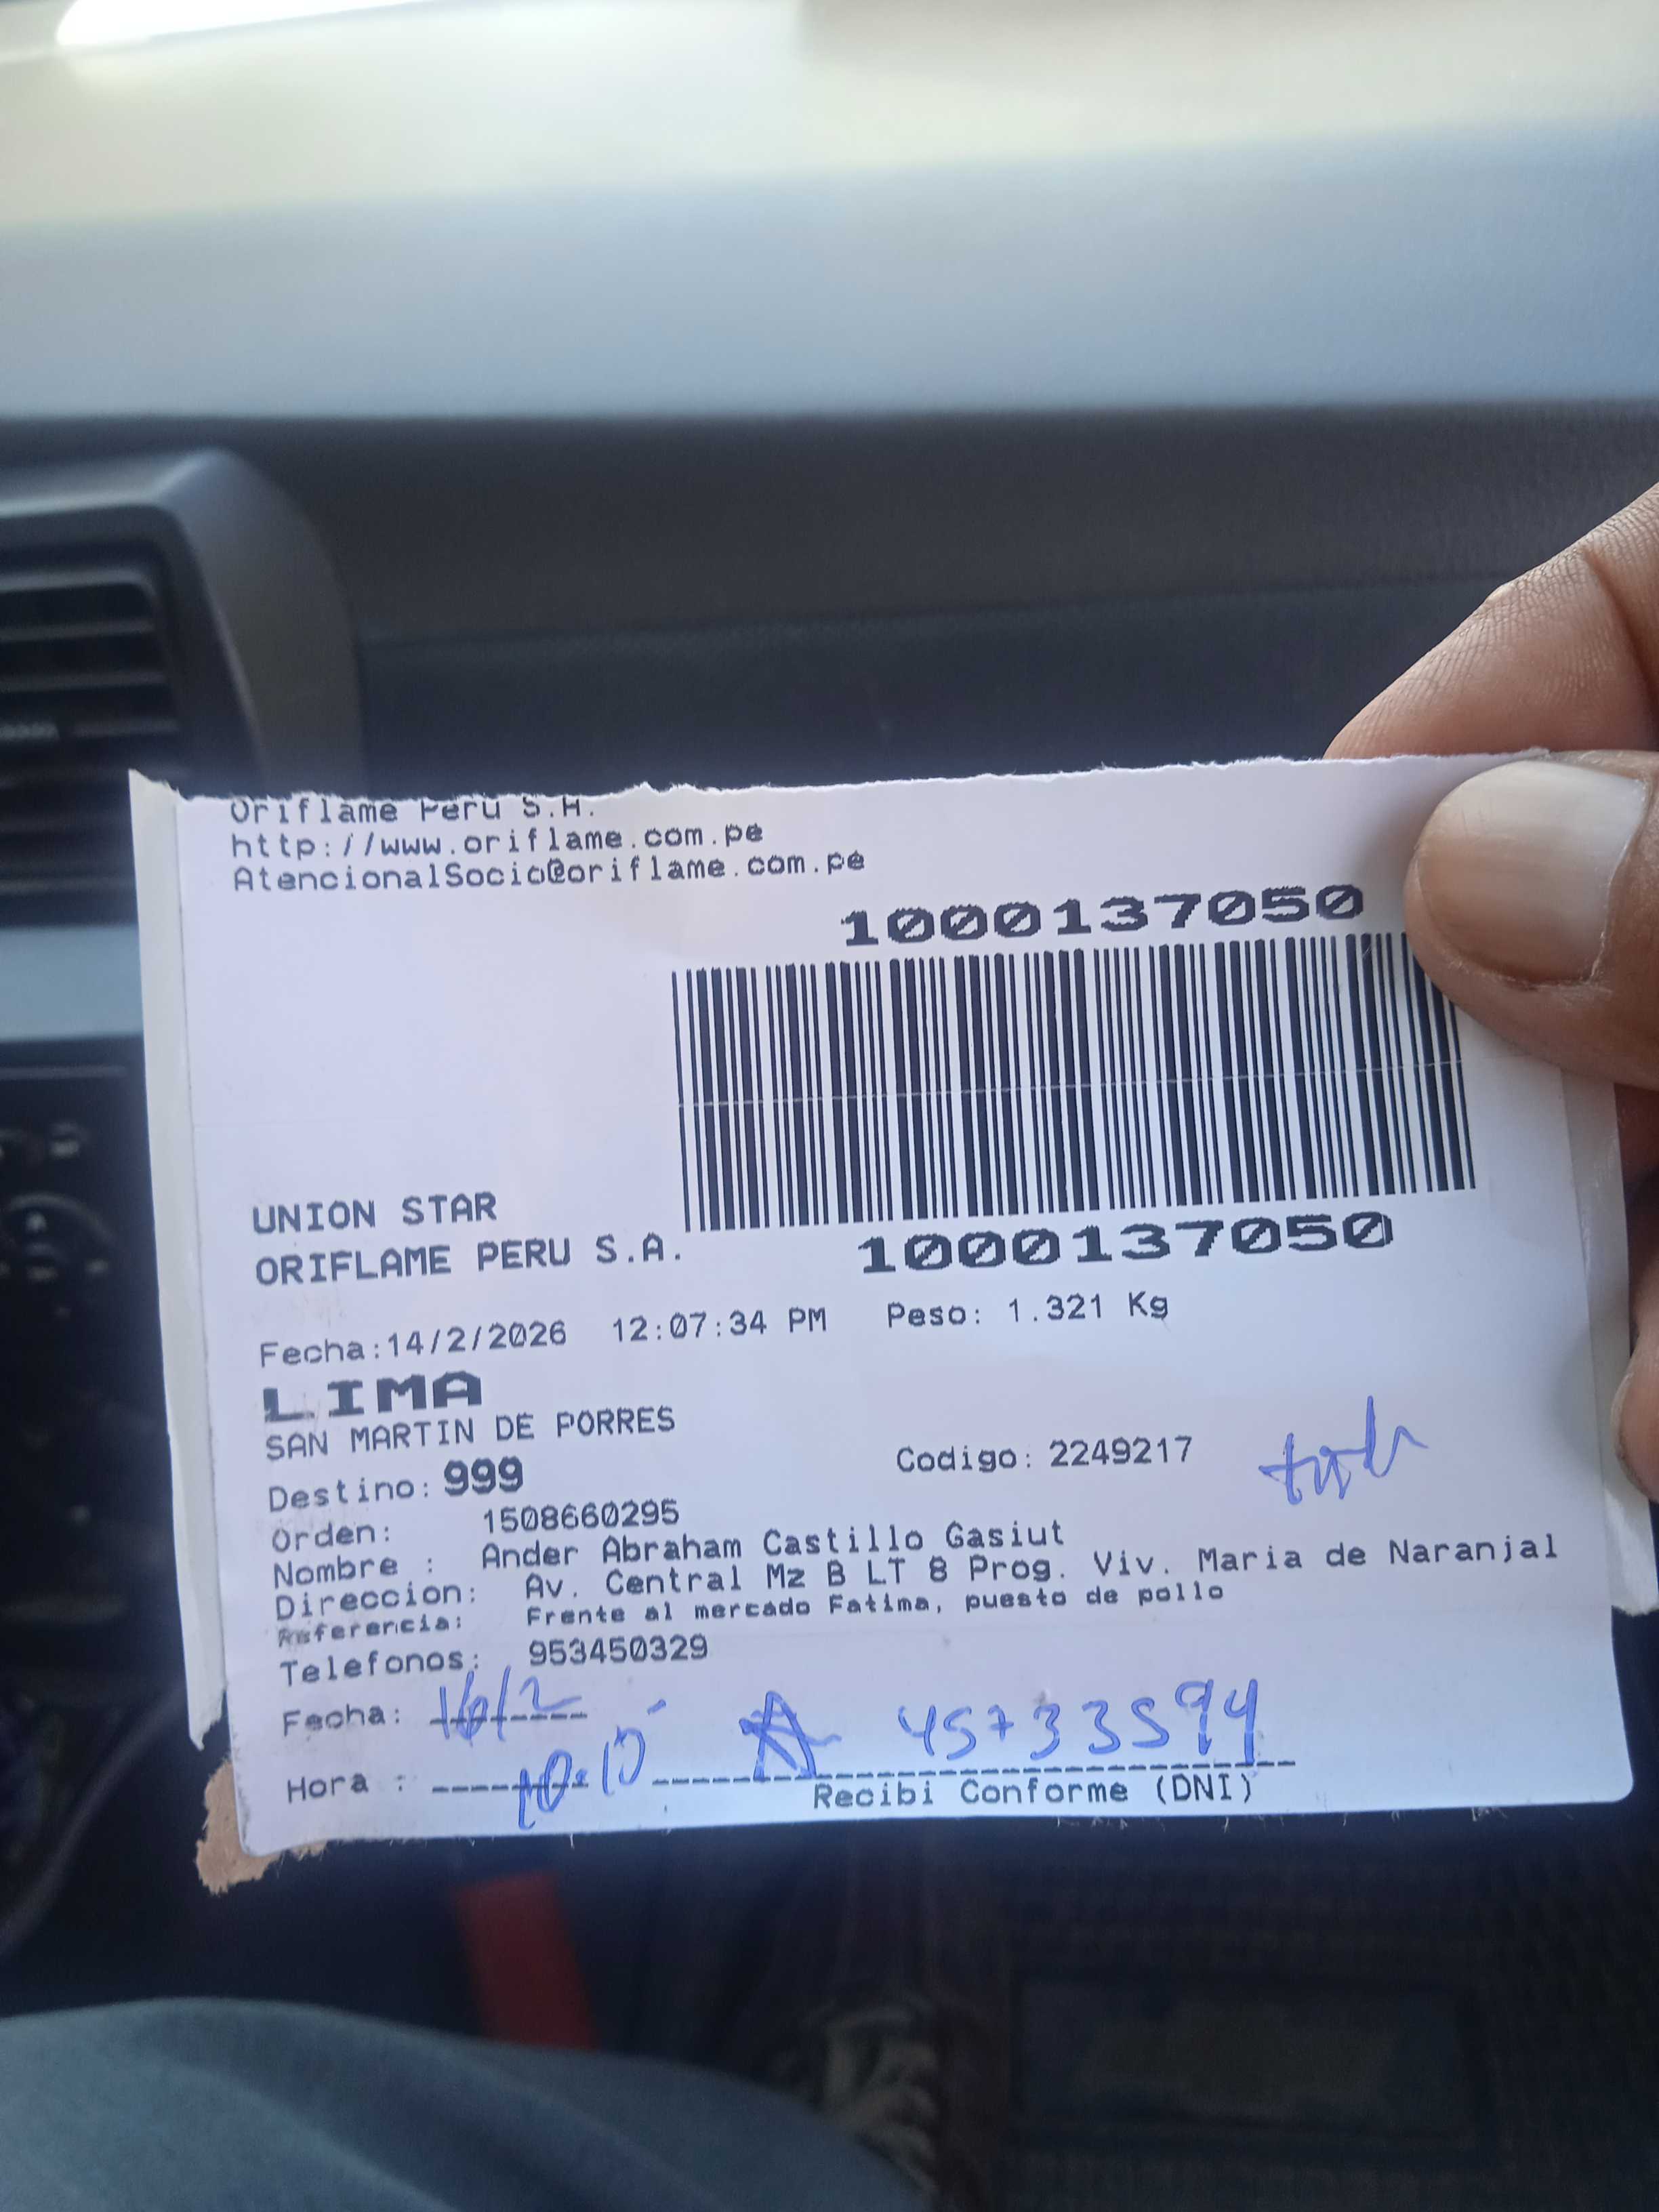 Oriflame Peru S.A.
http://www.oriflame.com.pe
AtencionalSocio@oriflame.com.pe
1000137050
UNION STAR
ORIFLAME PERU S.A.
1000137050
Fecha:14/2/2026 12:07:34 PM Peso: 1.321 Kg
LIMA
SAN MARTIN DE PORRES
Destino: 999 Codigo: 2249217
Orden: 1508660295
Nombre : Ander Abraham Castillo Gasiut
Direccion: Av. Central Mz B LT 8 Prog. Viv. Maria de Naranjal
Referencia: Frente al mercado Fatima, puesto de pollo
Telefonos: 953450329
Fecha: 16/2
45733594
Hora : 10:15
Recibi Conforme (DNI)